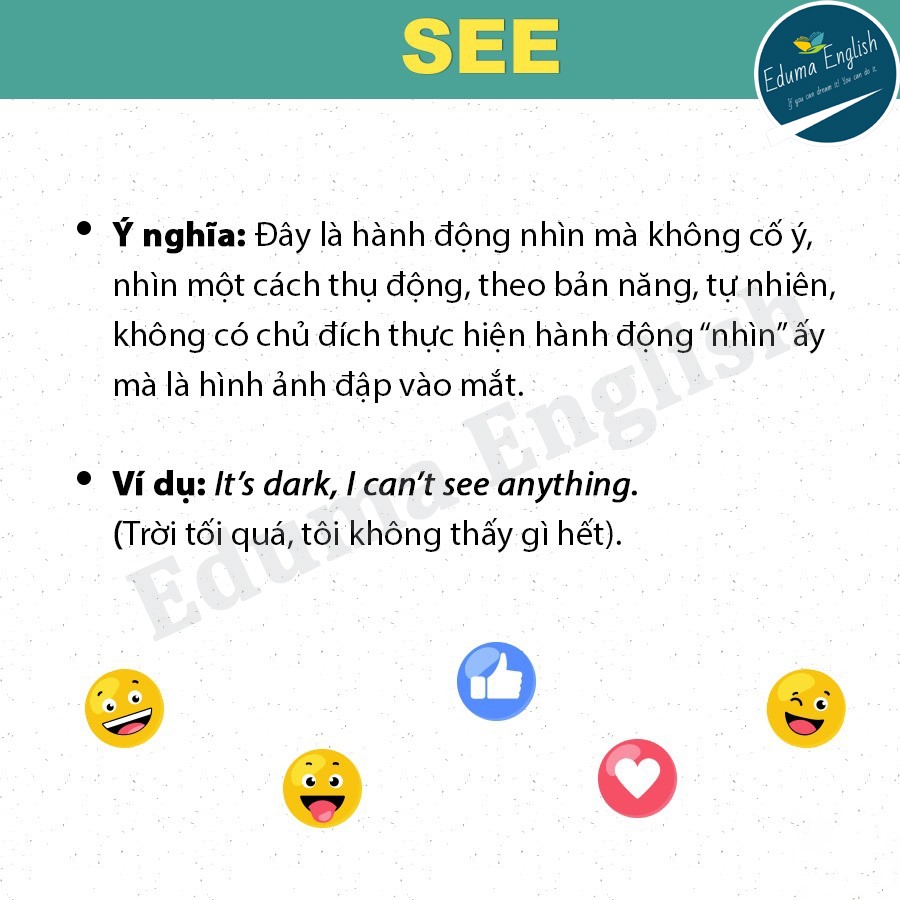 SEE
Eduma English
If you can dream it! You can do it.
• Ý nghĩa: Đây là hành động nhìn mà không cố ý,
nhìn một cách thụ động, theo bản năng, tự nhiên,
không có chủ đích thực hiện hành động “nhìn” ấy
mà là hình ảnh đập vào mắt.
• Ví dụ: It’s dark, I can’t see anything.
(Trời tối quá, tôi không thấy gì hết).
Eduma English